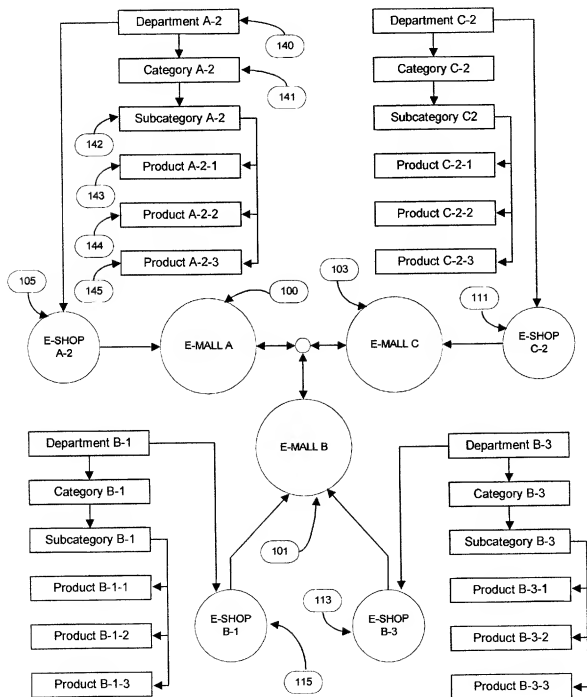 Department A-2
140
Category A-2
141
Subcategory A-2
142
Product A-2-1
143
Product A-2-2
144
Product A-2-3
145
Department C-2
Category C-2
Subcategory C2
Product C-2-1
Product C-2-2
Product C-2-3
105
100
103
111
E-SHOP
A-2
E-MALL A
E-MALL C
E-SHOP
C-2
E-MALL B
101
Department B-1
Category B-1
Subcategory B-1
Product B-1-1
Product B-1-2
Product B-1-3
E-SHOP
B-1
115
113
E-SHOP
B-3
Department B-3
Category B-3
Subcategory B-3
Product B-3-1
Product B-3-2
Product B-3-3